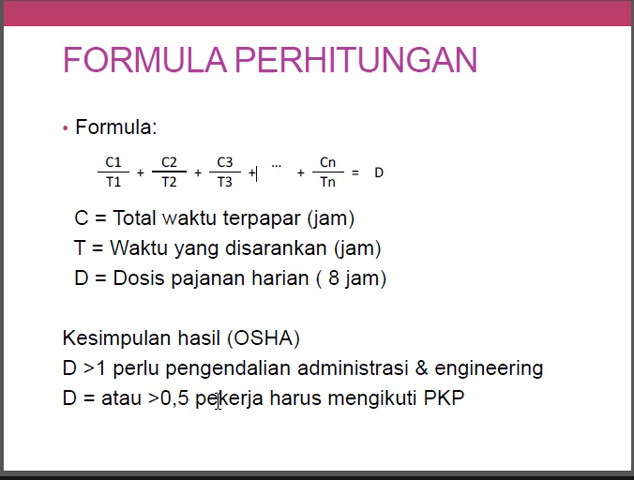 FORMULA PERHITUNGAN
• Formula:
C1/T1 + C2/T2 + C3/T3 + ... + Cn/Tn = D
C = Total waktu terpapar (jam)
T = Waktu yang disarankan (jam)
D = Dosis pajanan harian ( 8 jam)
Kesimpulan hasil (OSHA)
D >1 perlu pengendalian administrasi & engineering
D = atau >0,5 pekerja harus mengikuti PKP